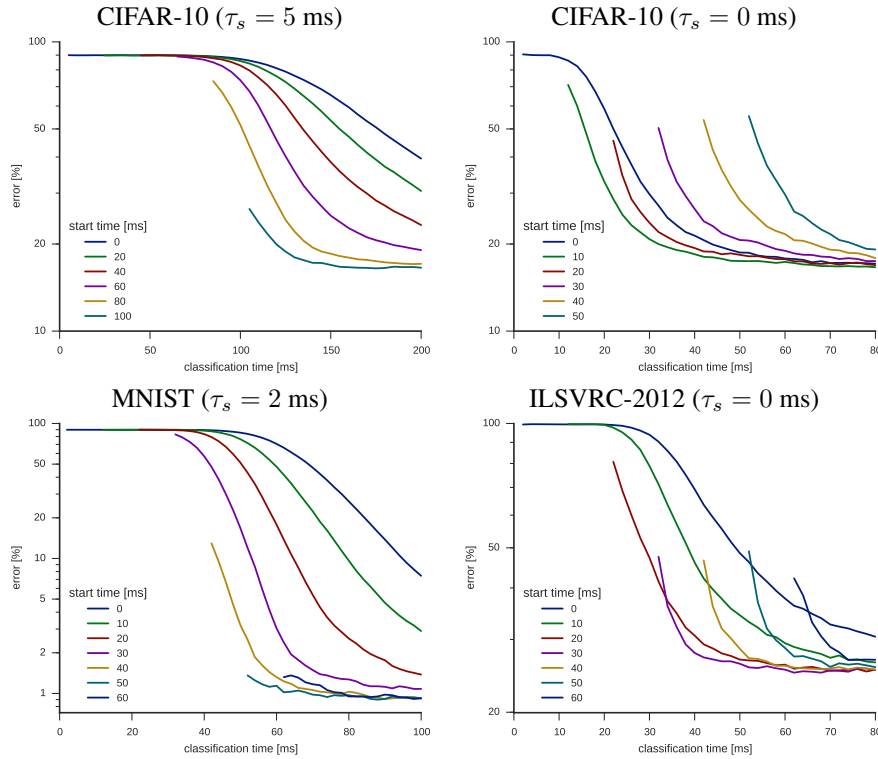 CIFAR-10 (τs = 5 ms)
100
50
20
10
error [%]
start time [ms]
0
20
40
60
80
100
0 50 100 150 200
classification time [ms]
CIFAR-10 (τs = 0 ms)
100
50
20
10
error [%]
start time [ms]
0
10
20
30
40
50
0 10 20 30 40 50 60 70 80
classification time [ms]
MNIST (τs = 2 ms)
100
50
20
10
5
2
1
error [%]
start time [ms]
0
10
20
30
40
50
60
0 20 40 60 80 100
classification time [ms]
ILSVRC-2012 (τs = 0 ms)
100
50
20
error [%]
start time [ms]
0
10
20
30
40
50
60
0 10 20 30 40 50 60 70 80
classification time [ms]